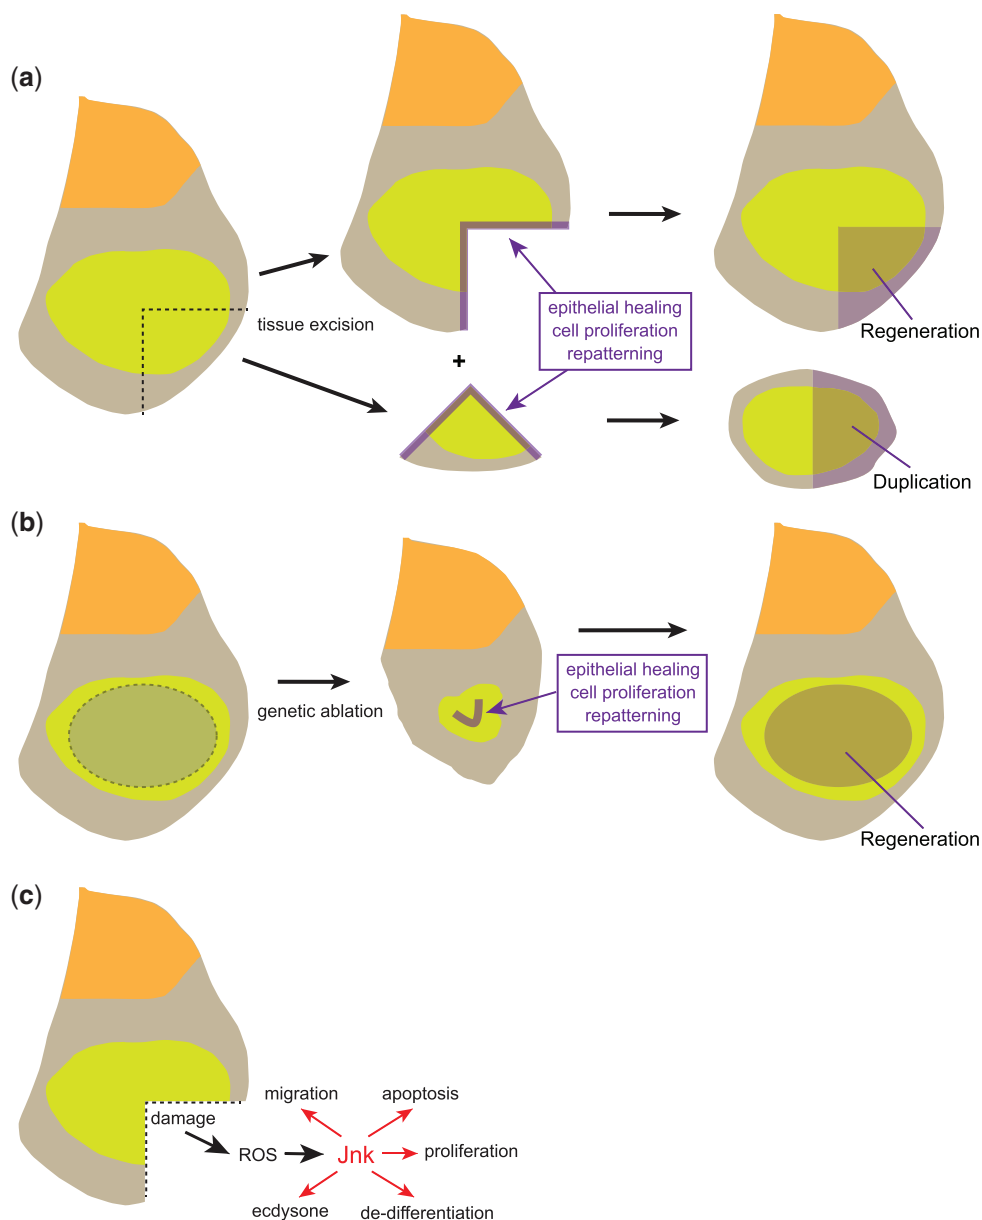 (a)
tissue excision
epithelial healing
cell proliferation
repatterning
+
Regeneration
Duplication
(b)
genetic ablation
epithelial healing
cell proliferation
repatterning
Regeneration
(c)
damage
ROS
Jnk
migration
apoptosis
proliferation
ecdysone
de-differentiation